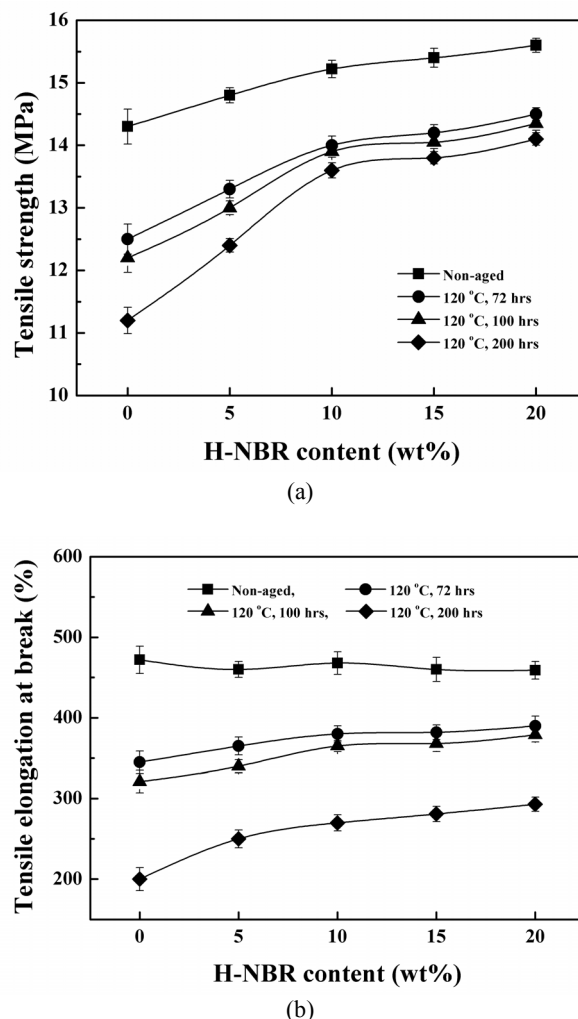 Tensile strength (MPa)
16
15
14
13
12
11
10
Non-aged
120 °C, 72 hrs
120 °C, 100 hrs
120 °C, 200 hrs
0 5 10 15 20
H-NBR content (wt%)
(a)
Tensile elongation at break (%)
600
500
400
300
200
Non-aged, 120 °C, 72 hrs
120 °C, 100 hrs, 120 °C, 200 hrs
0 5 10 15 20
H-NBR content (wt%)
(b)